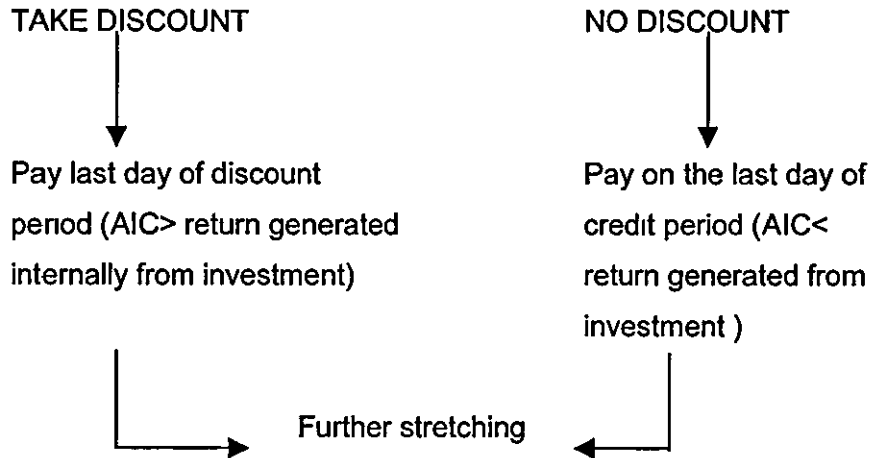 TAKE DISCOUNT
NO DISCOUNT
Pay last day of discount
period (AIC> return generated
internally from investment)
Pay on the last day of
credit period (AIC<
return generated from
investment )
Further stretching